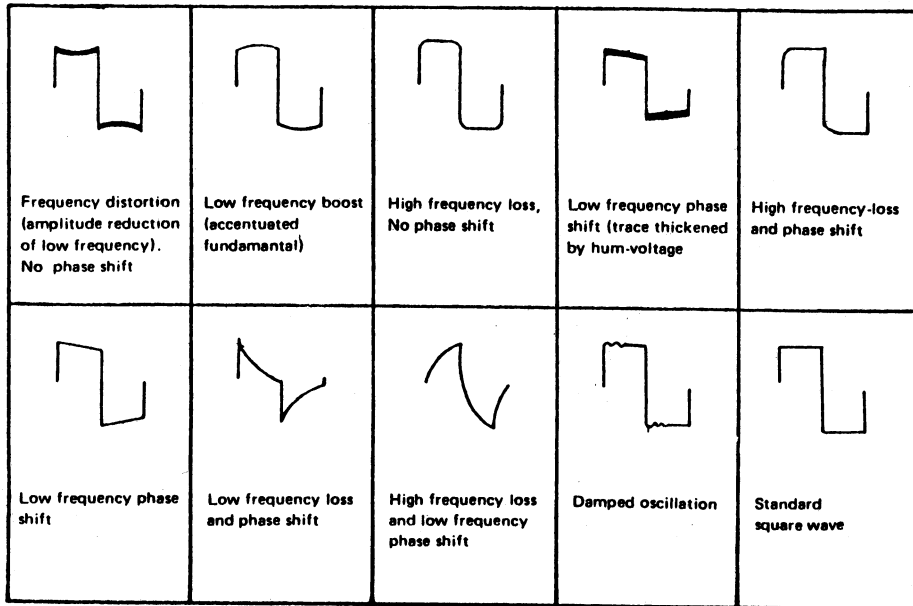 Frequency distortion
(amplitude reduction
of low frequency).
No phase shift
Low frequency boost
(accentuated
fundamantal)
High frequency loss,
No phase shift
Low frequency phase
shift (trace thickened
by hum-voltage
High frequency-loss
and phase shift
Low frequency phase
shift
Low frequency loss
and phase shift
High frequency loss
and low frequency
phase shift
Damped oscillation
Standard
square wave